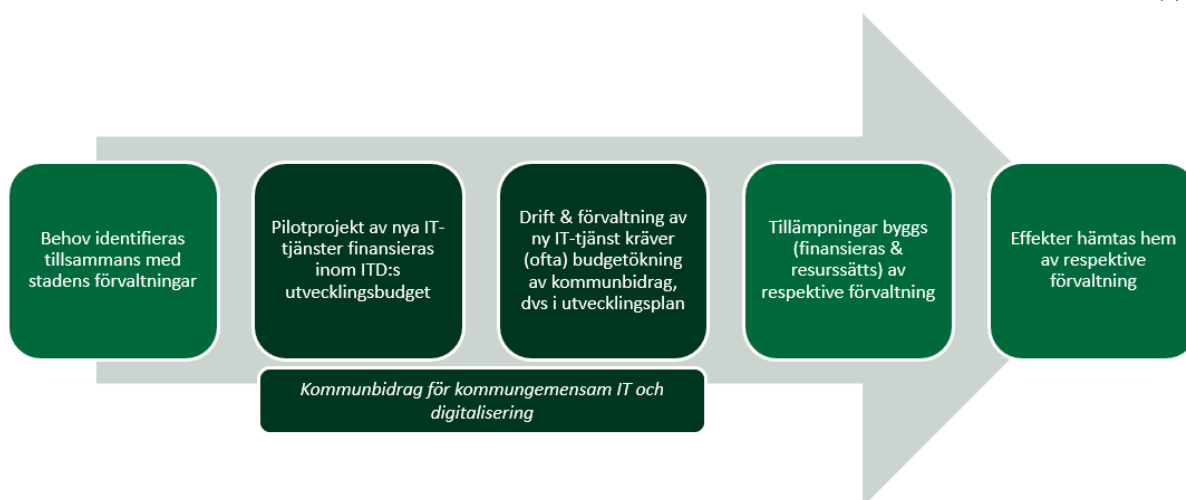 Behov identifieras
tillsammans med
stadens förvaltningar
Pilotprojekt av nya IT-
tjänster finansieras
inom ITD:s
utvecklingsbudget
Drift & förvaltning av
ny IT-tjänst kräver
(ofta) budgetökning
av kommunbidrag,
dvs i utvecklingsplan
Tillämpningar byggs
(finansieras &
resurssätts) av
respektive förvaltning
Effekter hämtas hem
av respektive
förvaltning
Kommunbidrag för kommungemensam IT och
digitalisering